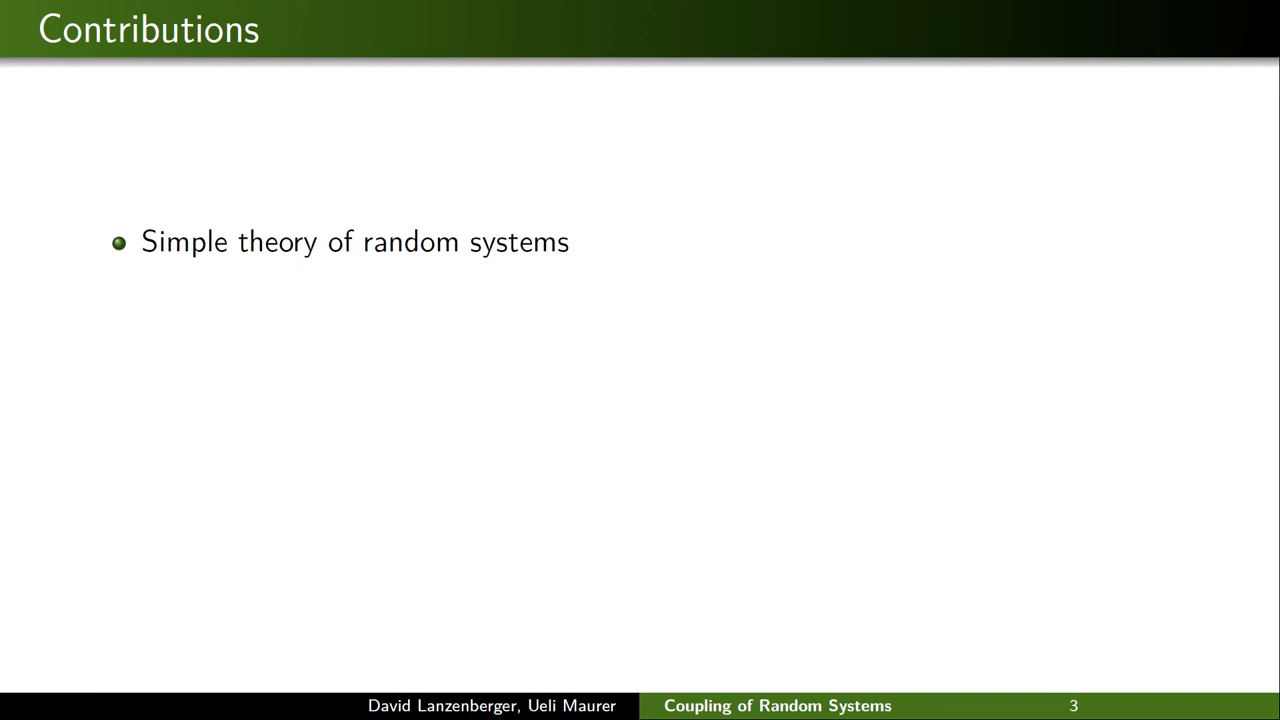 Contributions
Simple theory of random systems
David Lanzenberger, Ueli Maurer
Coupling of Random Systems
3